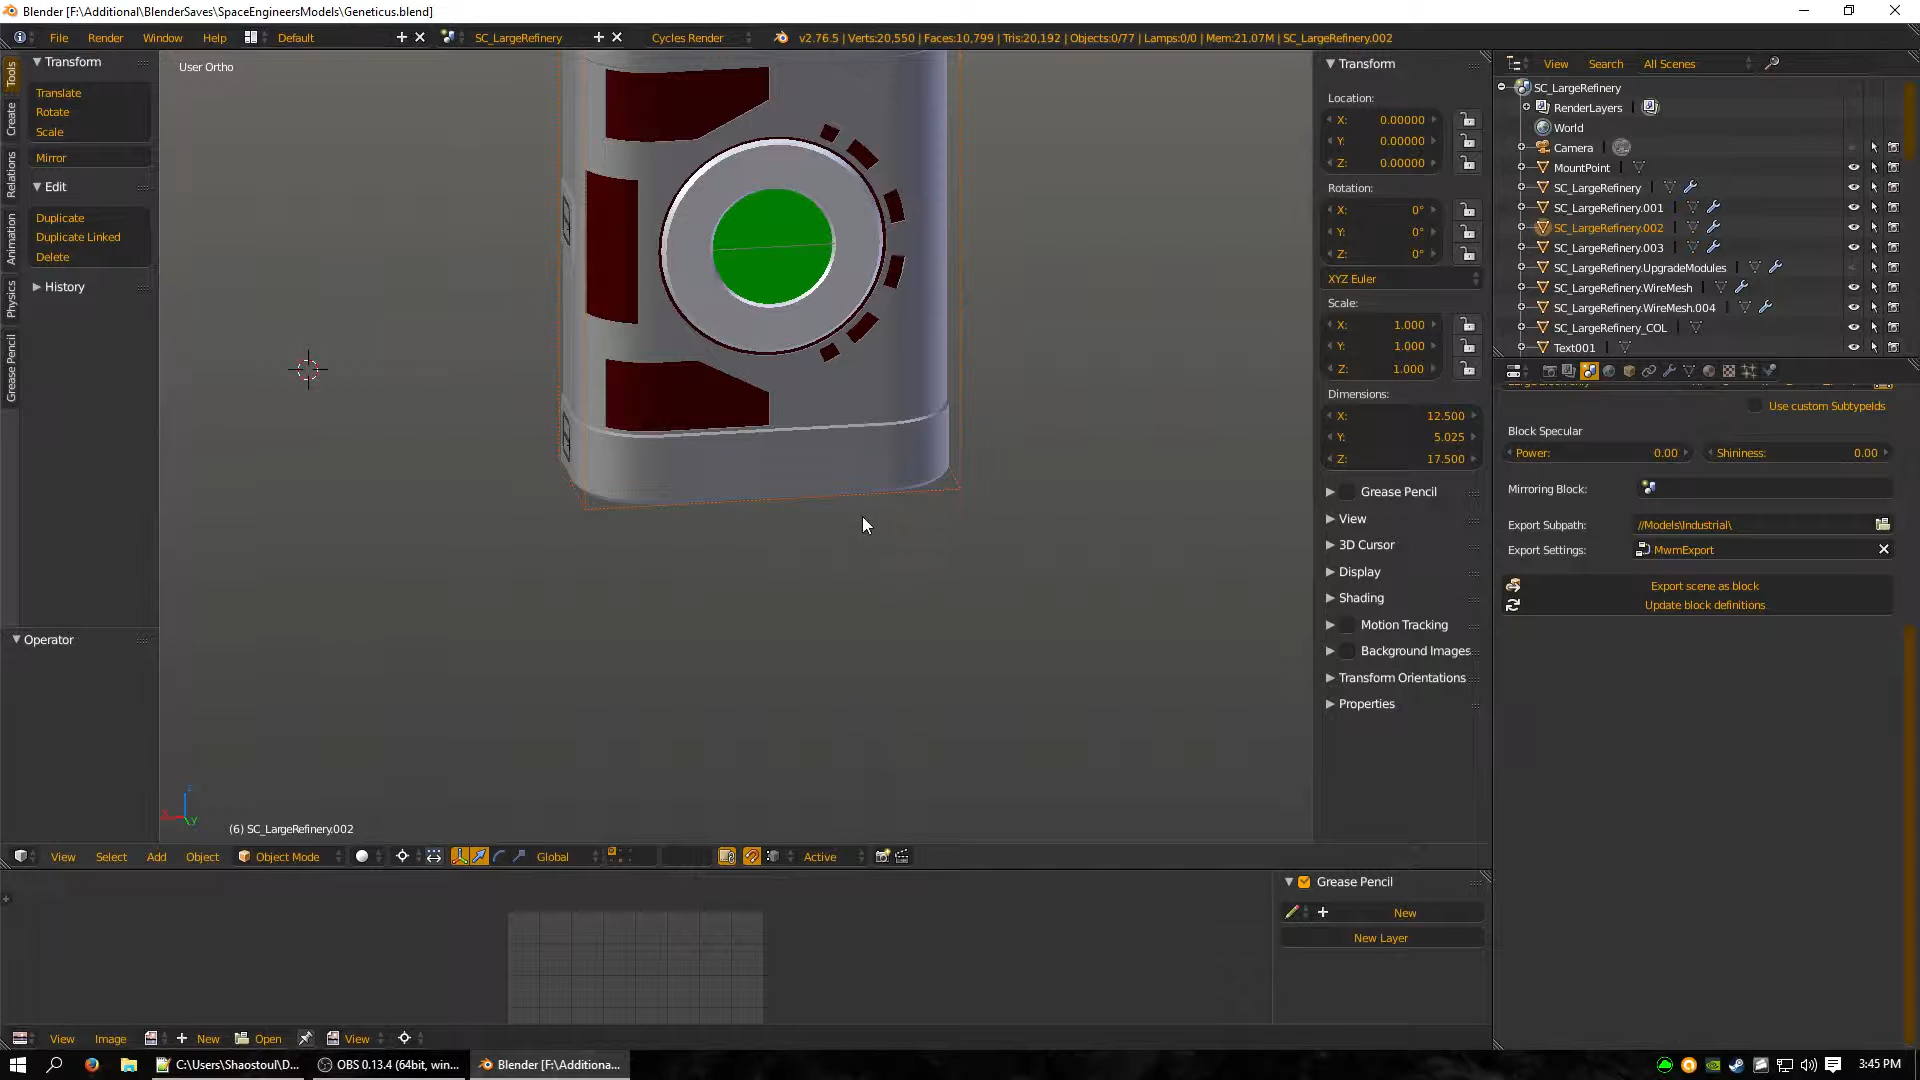 Blender [F:\Additional\BlenderSaves\SpaceEngineersModels\Geneticus.blend]
File Render Window Help Default SC_LargeRefinery Cycles Render v2.76.5 | Verts:20,550 | Faces:10,799 | Tris:20,192 | Objects:0/77 | Lamps:0/0 | Mem:21.07M | SC_LargeRefinery.002
Tools
Create
Relations
Animation
Physics
Grease Pencil
Transform
Translate
Rotate
Scale
Mirror
Edit
Duplicate
Duplicate Linked
Delete
History
Operator
User Ortho
(6) SC_LargeRefinery.002
View Select Add Object Object Mode Global Active
Transform
Location:
X: 0.00000
Y: 0.00000
Z: 0.00000
Rotation:
X: 0°
Y: 0°
Z: 0°
XYZ Euler
Scale:
X: 1.000
Y: 1.000
Z: 1.000
Dimensions:
X: 12.500
Y: 5.025
Z: 17.500
Grease Pencil
View
3D Cursor
Display
Shading
Motion Tracking
Background Images
Transform Orientations
Properties
View Search All Scenes
SC_LargeRefinery
RenderLayers
World
Camera
MountPoint
SC_LargeRefinery
SC_LargeRefinery.001
SC_LargeRefinery.002
SC_LargeRefinery.003
SC_LargeRefinery.UpgradeModules
SC_LargeRefinery.WireMesh
SC_LargeRefinery.WireMesh.004
SC_LargeRefinery_COL
Text001
Use custom SubtypeIds
Block Specular
Power: 0.00 Shininess: 0.00
Mirroring Block:
Export Subpath: //Models\Industrial\
Export Settings: MwmExport
Export scene as block
Update block definitions
Grease Pencil
New
New Layer
View Image New Open View
C:\Users\Shaostoul\D... OBS 0.13.4 (64bit, win... Blender [F:\Additiona... 3:45 PM